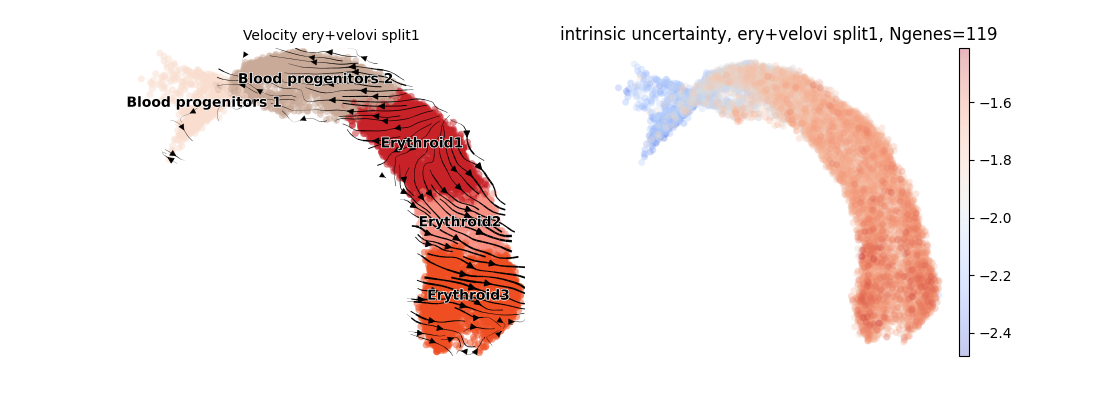 Velocity ery+velovi split1
Blood progenitors 2
Blood progenitors 1
Erythroid1
Erythroid2
Erythroid3
intrinsic uncertainty, ery+velovi split1, Ngenes=119
−1.6
−1.8
−2.0
−2.2
−2.4